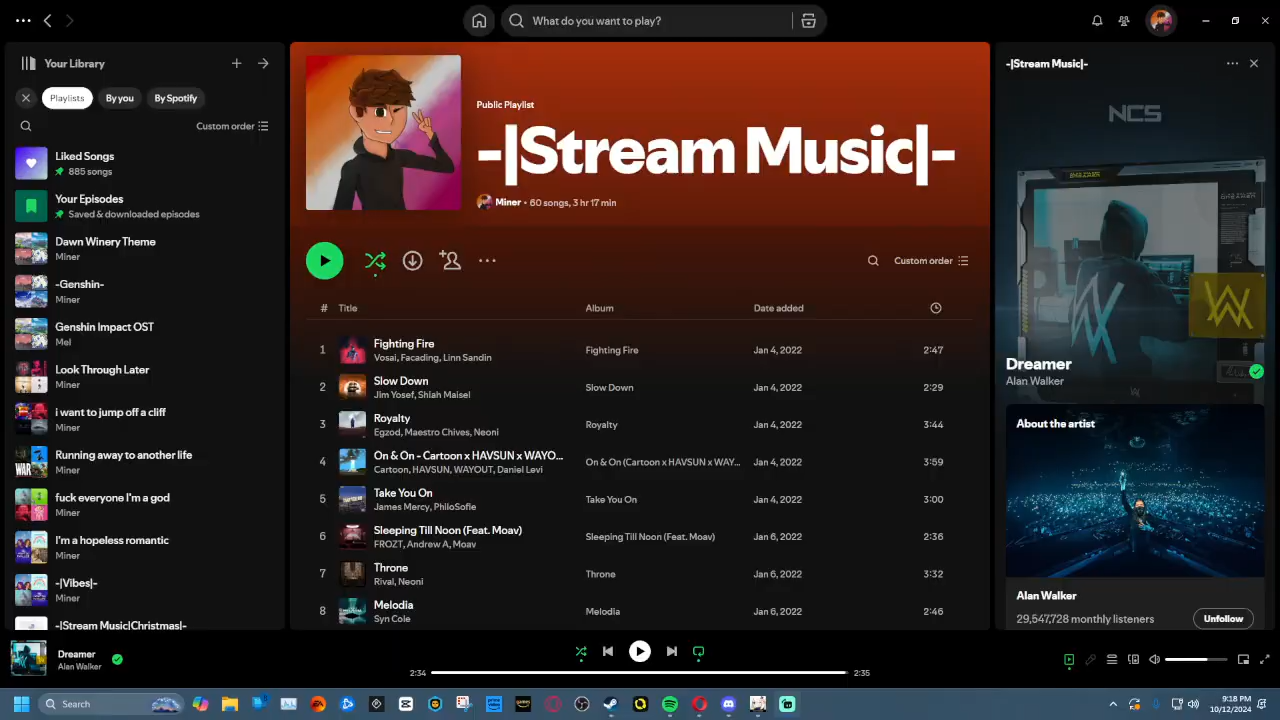 What do you want to play?
Your Library
Playlists
By you
By Spotify
Custom order
Liked Songs
885 songs
Your Episodes
Saved & downloaded episodes
Dawn Winery Theme
Miner
-Genshin-
Miner
Genshin Impact OST
Mel
Look Through Later
Miner
i want to jump off a cliff
Miner
Running away to another life
Miner
fuck everyone I'm a god
Miner
I'm a hopeless romantic
Miner
-|Vibes|-
Miner
-|Stream Music|Christmas|-
Public Playlist
-|Stream Music|-
Miner • 60 songs, 3 hr 17 min
Custom order
# Title Album Date added
1 Fighting Fire Fighting Fire Jan 4, 2022 2:47
Vosai, Facading, Linn Sandin
2 Slow Down Slow Down Jan 4, 2022 2:29
Jim Yosef, Shiah Maisel
3 Royalty Royalty Jan 4, 2022 3:44
Egzod, Maestro Chives, Neoni
4 On & On - Cartoon x HAVSUN x WAYO... On & On (Cartoon x HAVSUN x WAY... Jan 4, 2022 3:59
Cartoon, HAVSUN, WAYOUT, Daniel Levi
5 Take You On Take You On Jan 4, 2022 3:00
James Mercy, PhiloSofie
6 Sleeping Till Noon (Feat. Moav) Sleeping Till Noon (Feat. Moav) Jan 6, 2022 2:36
FROZT, Andrew A, Moav
7 Throne Throne Jan 6, 2022 3:32
Rival, Neoni
8 Melodia Melodia Jan 6, 2022 2:46
Syn Cole
-|Stream Music|-
NCS
Dreamer
Alan Walker
About the artist
Alan Walker
29,547,728 monthly listeners
Unfollow
Dreamer
Alan Walker
2:34
2:35
Search
9:18 PM
10/12/2024